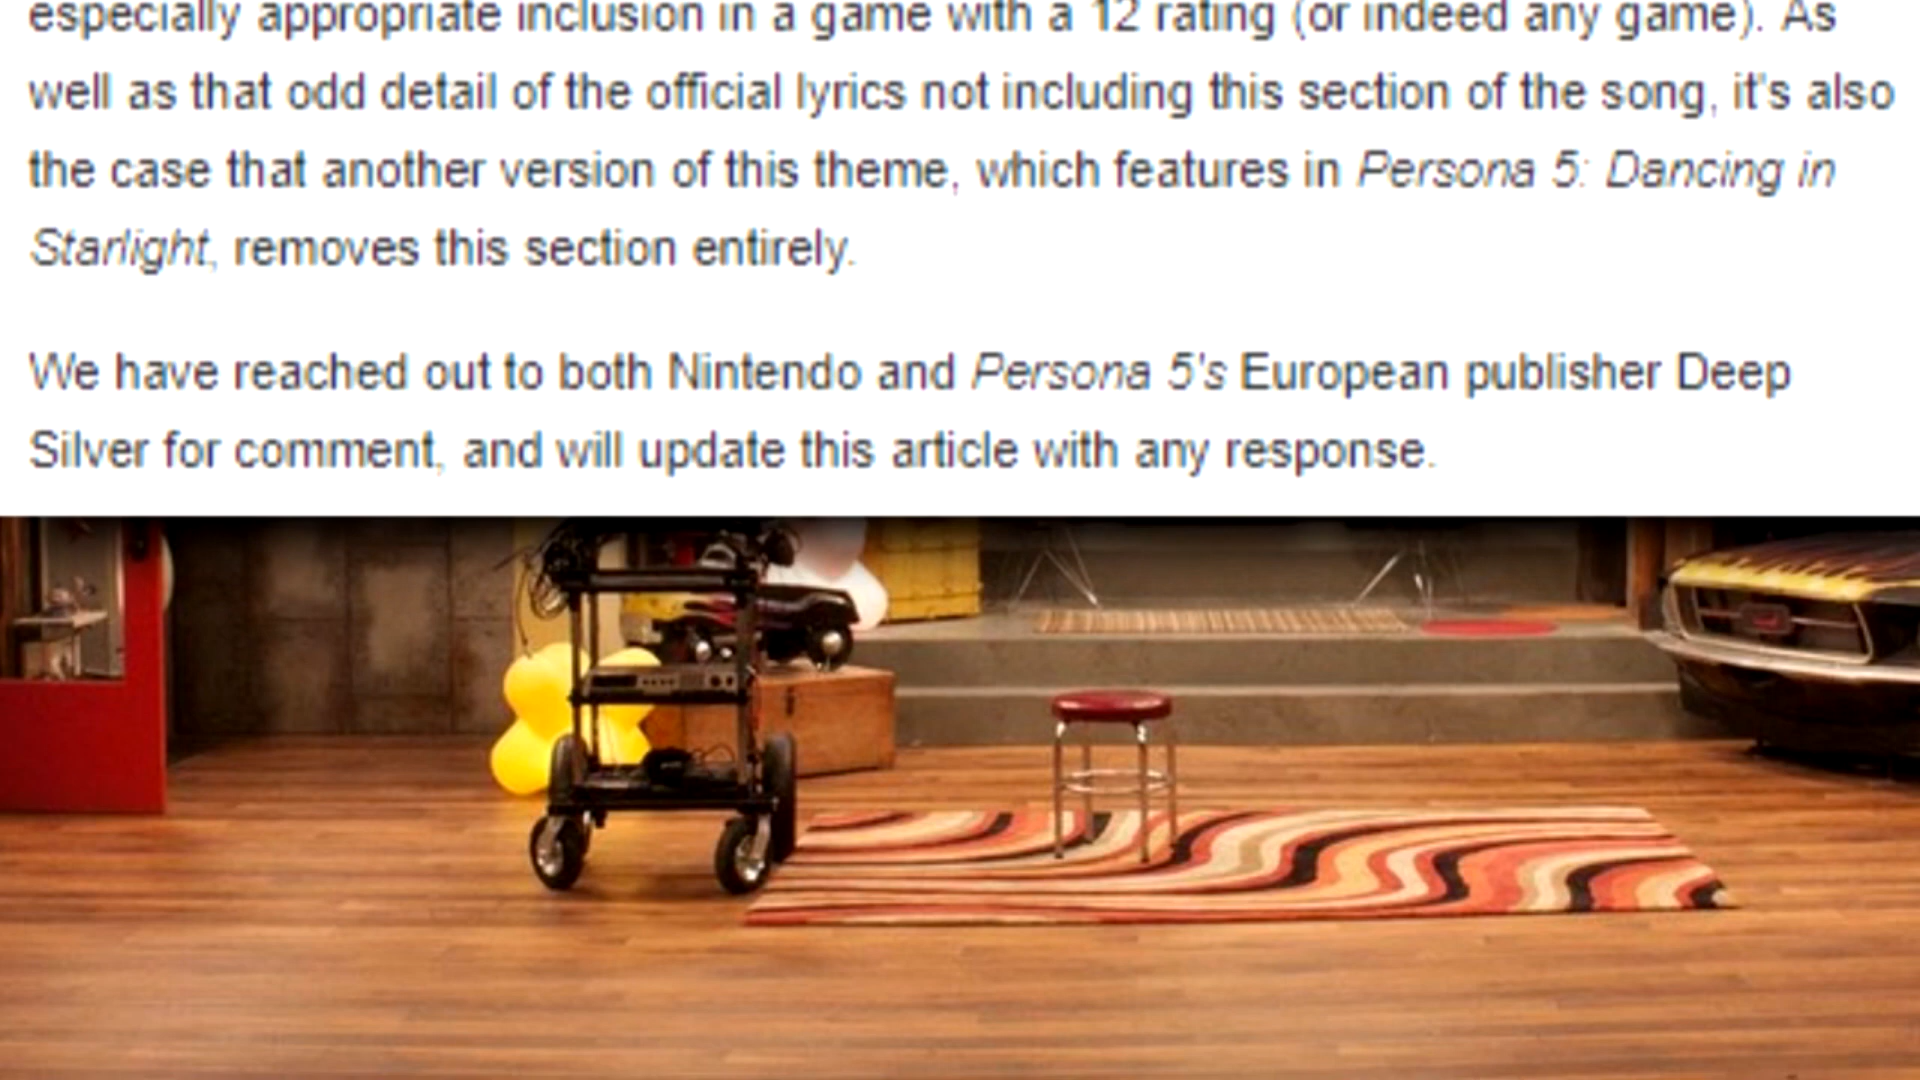 especially appropriate inclusion in a game with a 12 rating (or indeed any game). As
well as that odd detail of the official lyrics not including this section of the song, it's also
the case that another version of this theme, which features in Persona 5: Dancing in
Starlight, removes this section entirely.
We have reached out to both Nintendo and Persona 5's European publisher Deep
Silver for comment, and will update this article with any response.